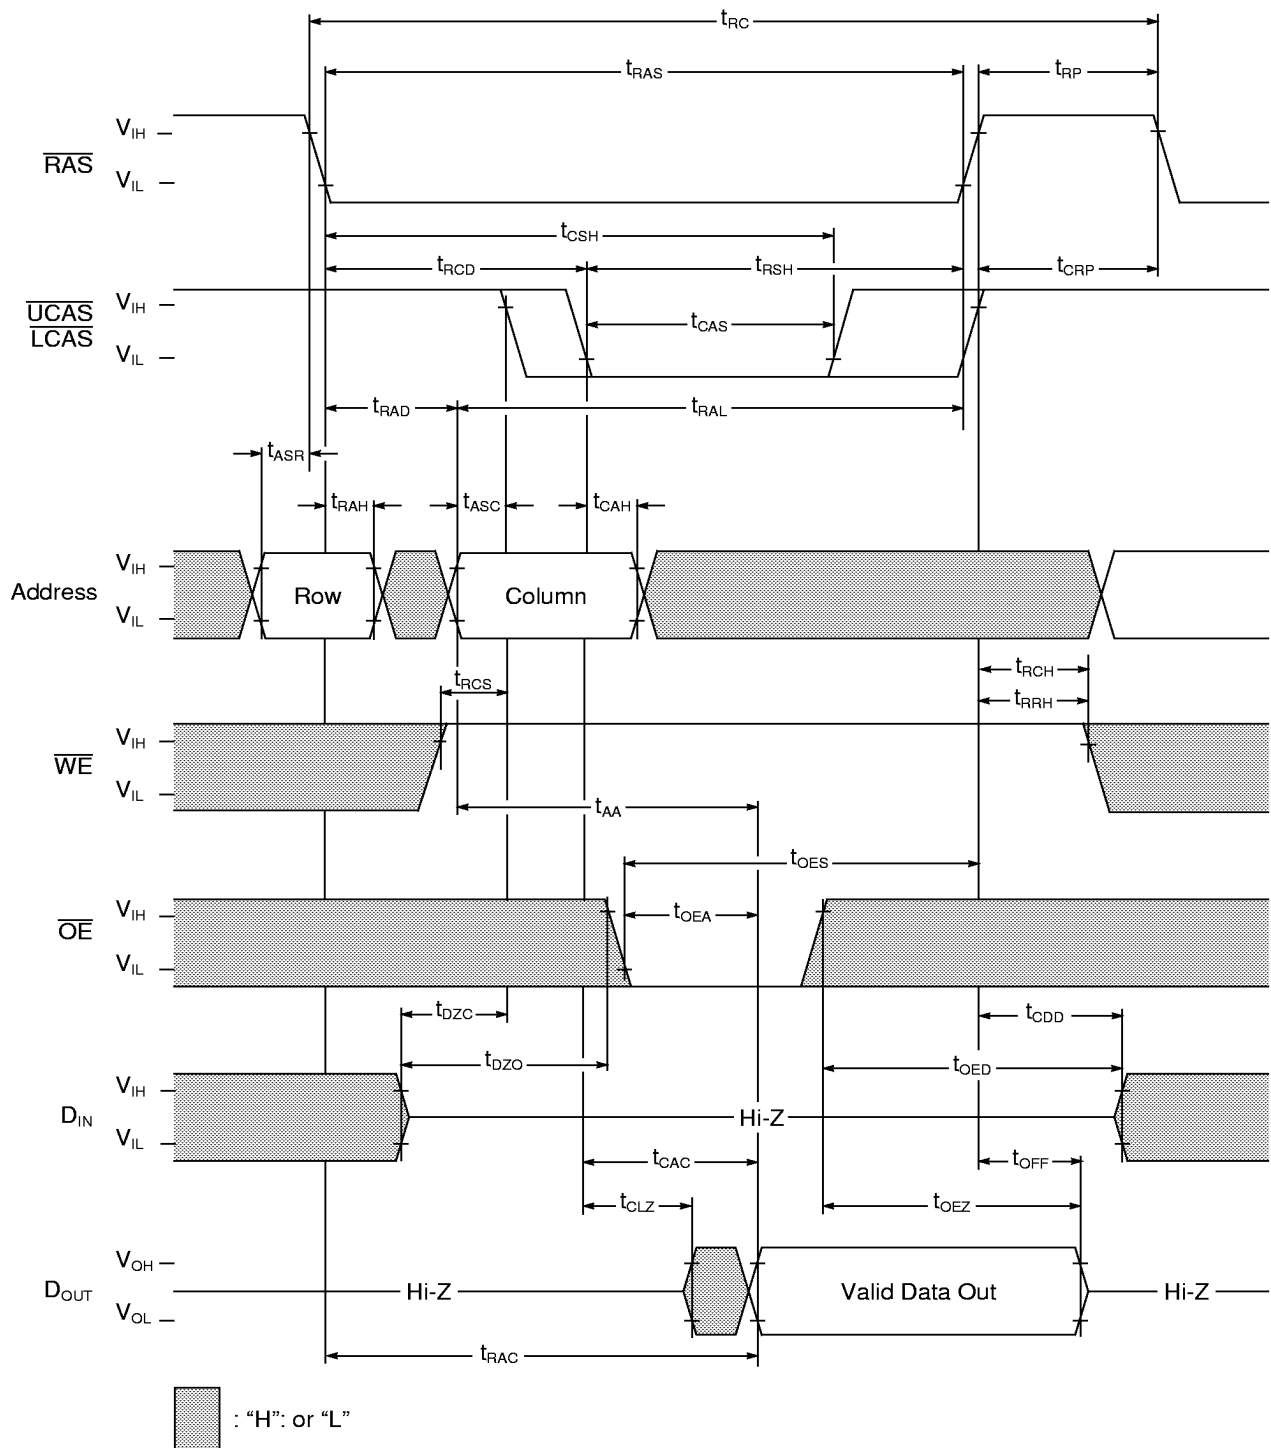 tRC
tRAS
tRP
VIH
RAS
VIL
tCSH
tRCD
tRSH
tCRP
VIH
UCAS
LCAS
tCAS
VIL
tRAD
tRAL
tASR
tRAH
tASC
tCAH
VIH
Address
Row
Column
VIL
tRCH
tRCS
tRRH
VIH
WE
VIL
tAA
tOES
VIH
tOEA
OE
VIL
tDZC
tCDD
tDZO
tOED
VIH
DIN
Hi-Z
VIL
tCAC
tOFF
tCLZ
tOEZ
VOH
DOUT
Hi-Z
Valid Data Out
Hi-Z
VOL
tRAC
: “H”: or “L”